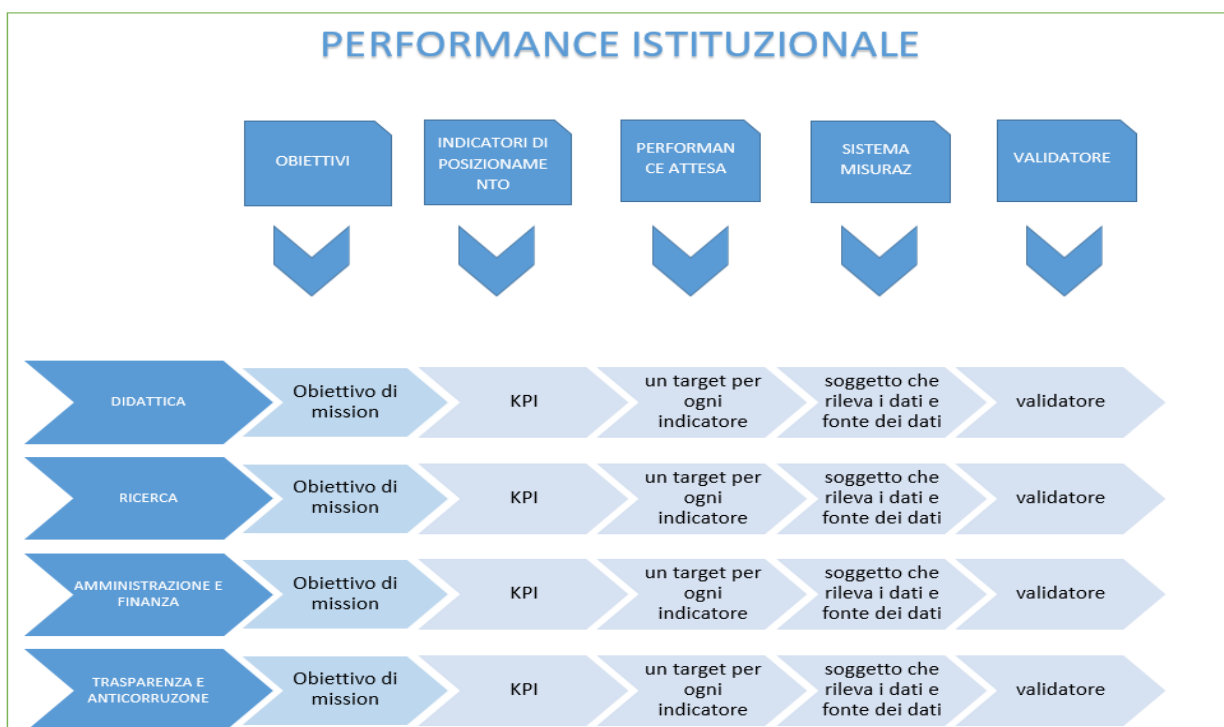 PERFORMANCE ISTITUZIONALE
OBIETTIVI
INDICATORI DI
POSIZIONAME
NTO
PERFORMAN
CE ATTESA
SISTEMA
MISURAZ
VALIDATORE
DIDATTICA
Obiettivo di
mission
KPI
un target per
ogni
indicatore
soggetto che
rileva i dati e
fonte dei dati
validatore
RICERCA
Obiettivo di
mission
KPI
un target per
ogni
indicatore
soggetto che
rileva i dati e
fonte dei dati
validatore
AMMINISTRAZIONE E
FINANZA
Obiettivo di
mission
KPI
un target per
ogni
indicatore
soggetto che
rileva i dati e
fonte dei dati
validatore
TRASPARENZA E
ANTICORRUZONE
Obiettivo di
mission
KPI
un target per
ogni
indicatore
soggetto che
rileva i dati e
fonte dei dati
validatore